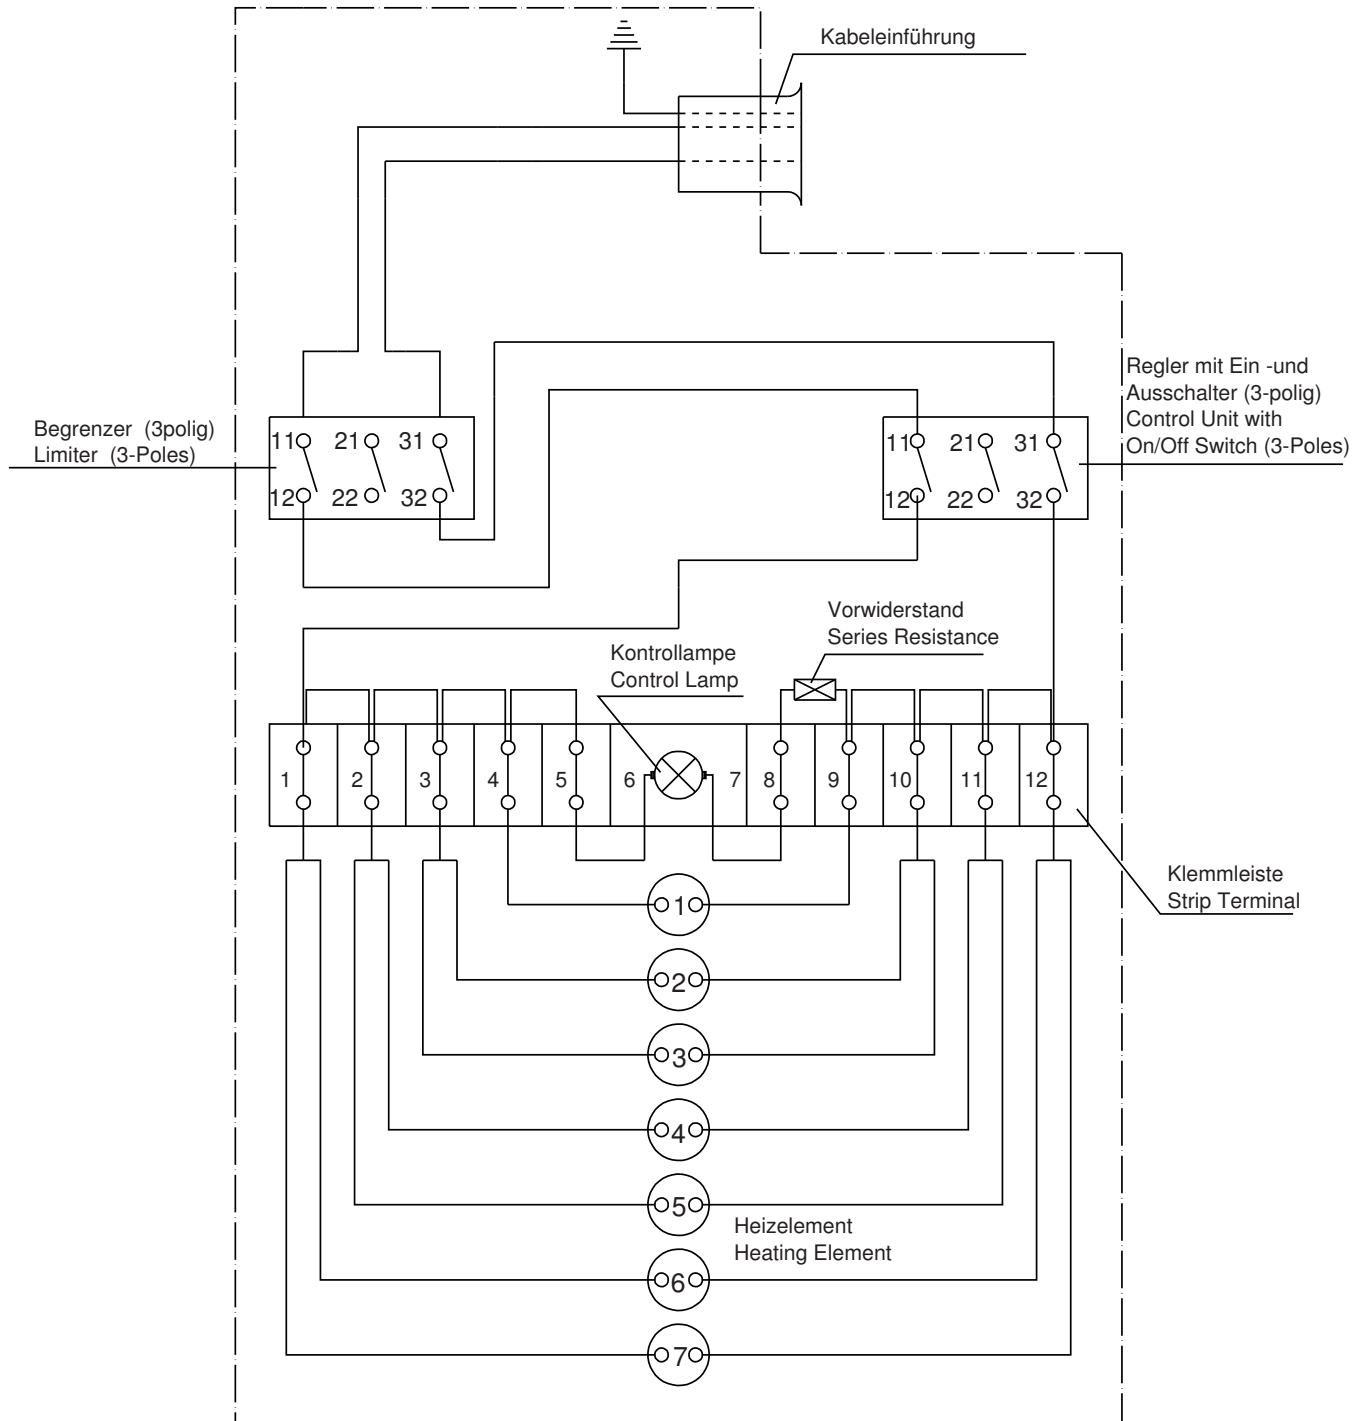 Kabeleinführung
Regler mit Ein -und
Ausschalter (3-polig)
Control Unit with
On/Off Switch (3-Poles)
Begrenzer (3polig)
Limiter (3-Poles)
11 21 31
12 22 32
11 21 31
12 22 32
Vorwiderstand
Series Resistance
Kontrollampe
Control Lamp
1 2 3 4 5 6 7 8 9 10 11 12
Klemmleiste
Strip Terminal
1
2
3
4
5
Heizelement
Heating Element
6
7